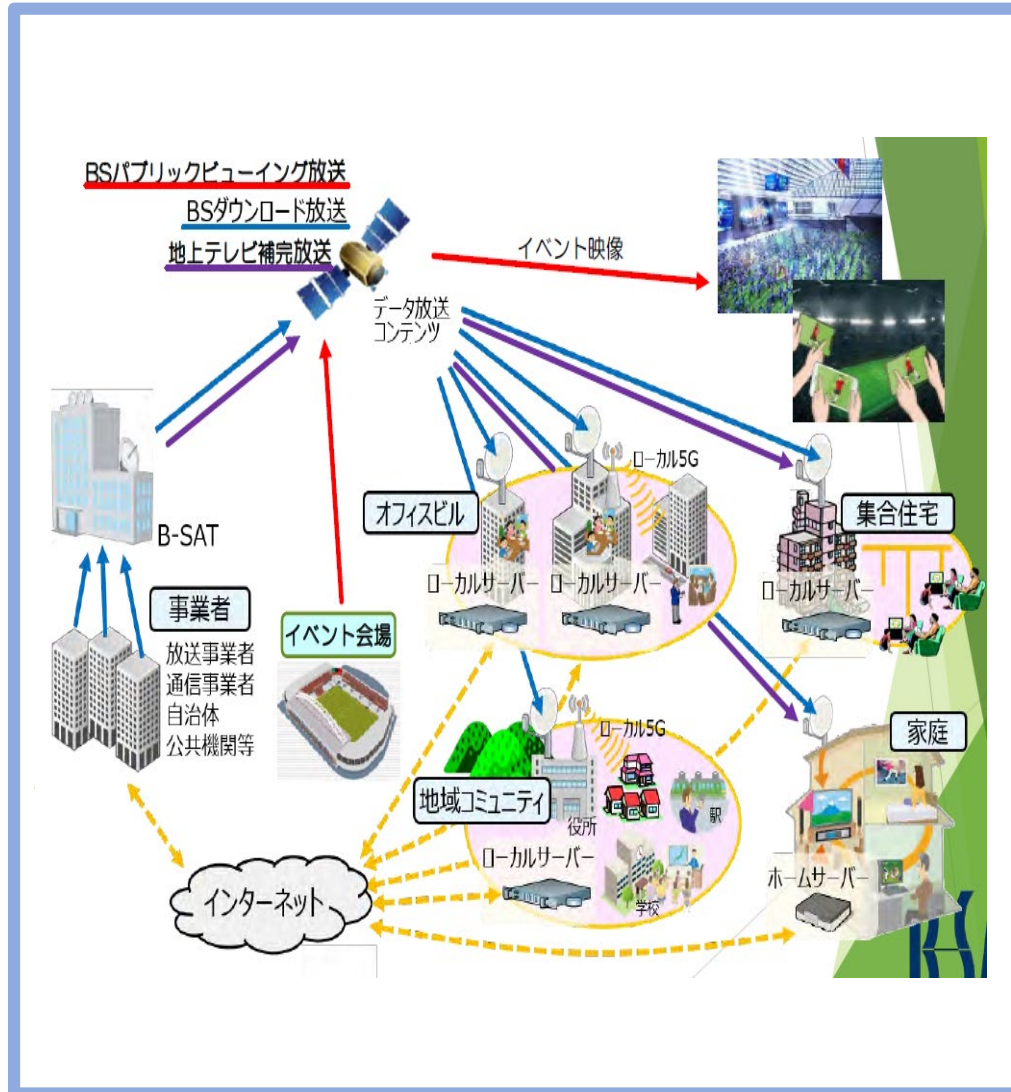 BSパブリックビューイング放送
BSダウンロード放送
地上テレビ補完放送
イベント映像
データ放送
コンテンツ
B-SAT
事業者
放送事業者
通信事業者
自治体
公共機関等
イベント会場
オフィスビル
ローカル5G
ローカルサーバー
ローカルサーバー
集合住宅
ローカルサーバー
地域コミュニティ
ローカル5G
役所
駅
ローカルサーバー
学校
家庭
ホームサーバー
インターネット